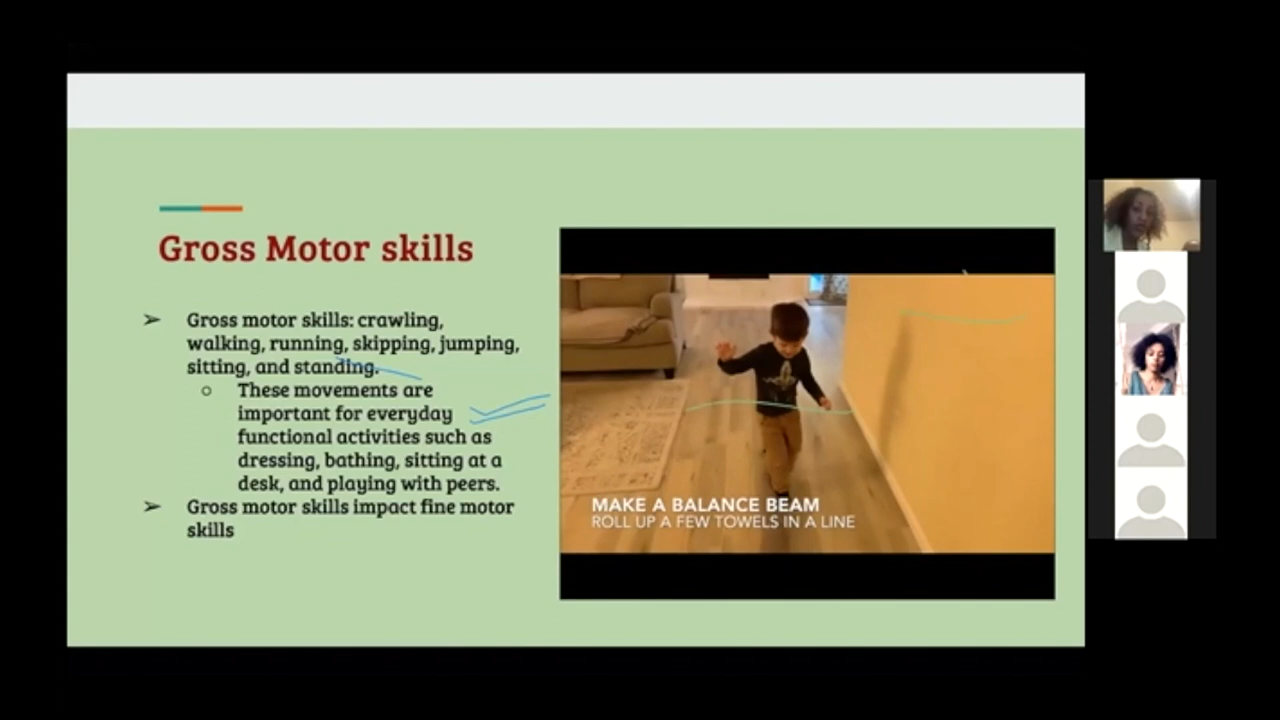 Gross Motor skills
➢ Gross motor skills: crawling,
walking, running, skipping, jumping,
sitting, and standing.
○ These movements are
important for everyday
functional activities such as
dressing, bathing, sitting at a
desk, and playing with peers.
➢ Gross motor skills impact fine motor
skills
MAKE A BALANCE BEAM
ROLL UP A FEW TOWELS IN A LINE